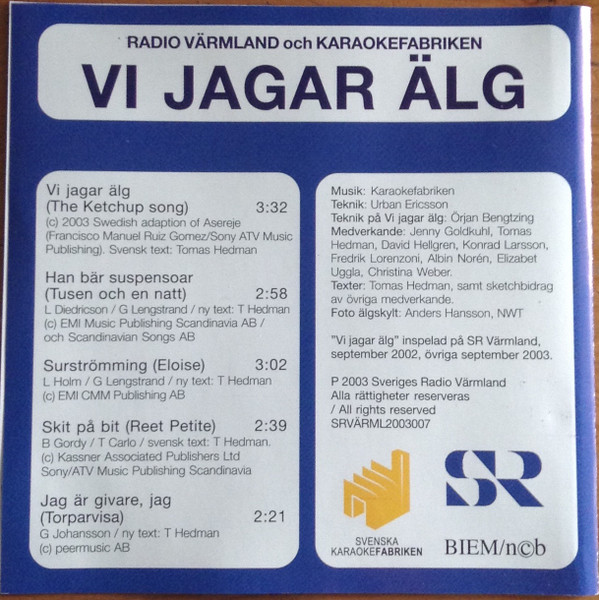 RADIO VÄRMLAND och KARAOKEFABRIKEN
VI JAGAR ÄLG
Vi jagar älg
(The Ketchup song) 3:32
(c) 2003 Swedish adaption of Asereje
(Francisco Manuel Ruiz Gomez/Sony ATV Music
Publishing). Svensk text: Tomas Hedman
Han bär suspensoar
(Tusen och en natt) 2:58
L Diedricson / G Lengstrand / ny text: T Hedman
(c) EMI Music Publishing Scandinavia AB /
och Scandinavian Songs AB
Surströmming (Eloise) 3:02
L Holm / G Lengstrand / ny text: T Hedman
(c) EMI CMM Publishing AB
Skit på bit (Reet Petite) 2:39
B Gordy / T Carlo / svensk text: T Hedman.
(c) Kassner Associated Publishers Ltd
Sony/ATV Music Publishing Scandinavia
Jag är givare, jag
(Torparvisa) 2:21
G Johansson / ny text: T Hedman
(c) peermusic AB
Musik: Karaokefabriken
Teknik: Urban Ericsson
Teknik på Vi jagar älg: Örjan Bengtzing
Medverkande: Jenny Goldkuhl, Tomas
Hedman, David Hellgren, Konrad Larsson,
Fredrik Lorenzoni, Albin Norén, Elizabet
Uggla, Christina Weber.
Texter: Tomas Hedman, samt sketchbidrag
av övriga medverkande.
Foto älgskylt: Anders Hansson, NWT
"Vi jagar älg" inspelad på SR Värmland,
september 2002, övriga september 2003.
P 2003 Sveriges Radio Värmland
Alla rättigheter reserveras
/ All rights reserved
SRVÄRML2003007
SVENSKA
KARAOKEFABRIKEN
SR
BIEM/n©b